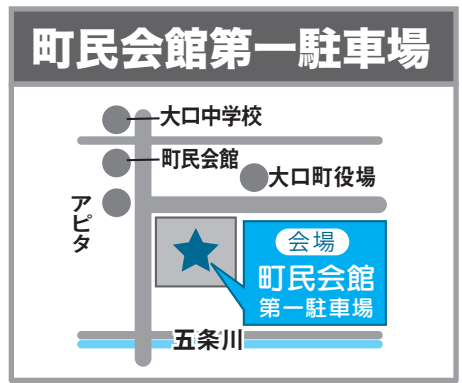 町民会館第一駐車場
大口中学校
町民会館
大口町役場
アピタ
会場
町民会館
第一駐車場
五条川